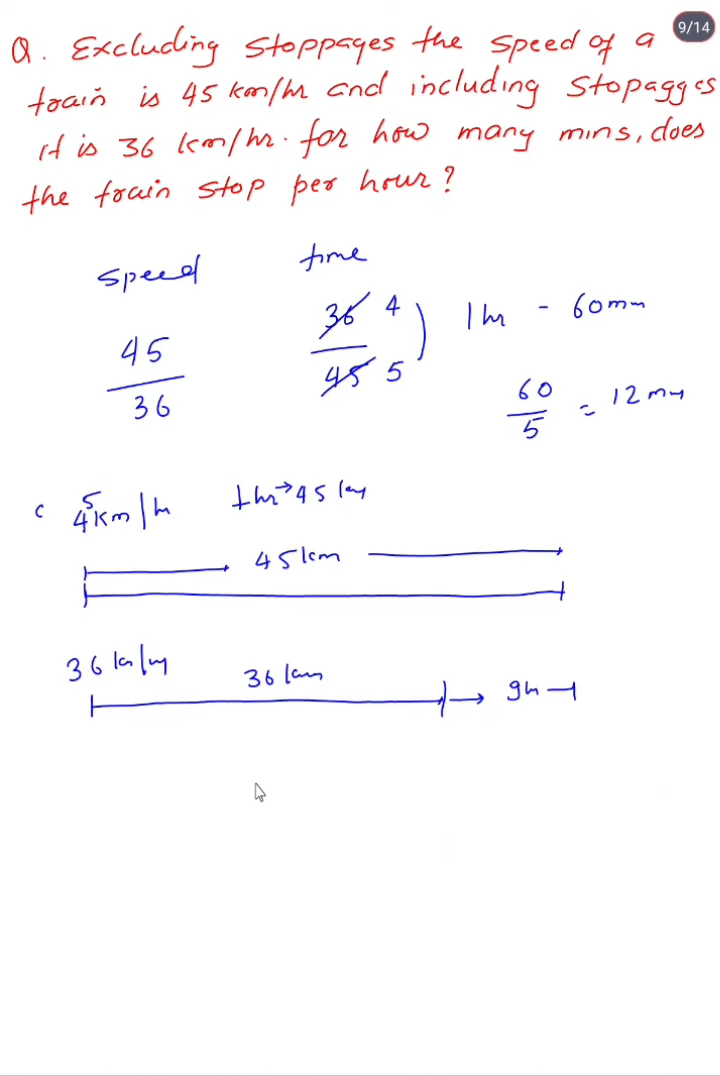 9/14
Q. Excluding stoppages the speed of a
train is 45 km/hr and including stopagges
it is 36 km/hr. for how many mins, does
the train stop per hour?
speed time
45 36 4 1 hr - 60 min
36 45 5
60 = 12 min
5
45 km/hr 1 hr → 45 km
45 km
36 km/hr 36 km → 9 km